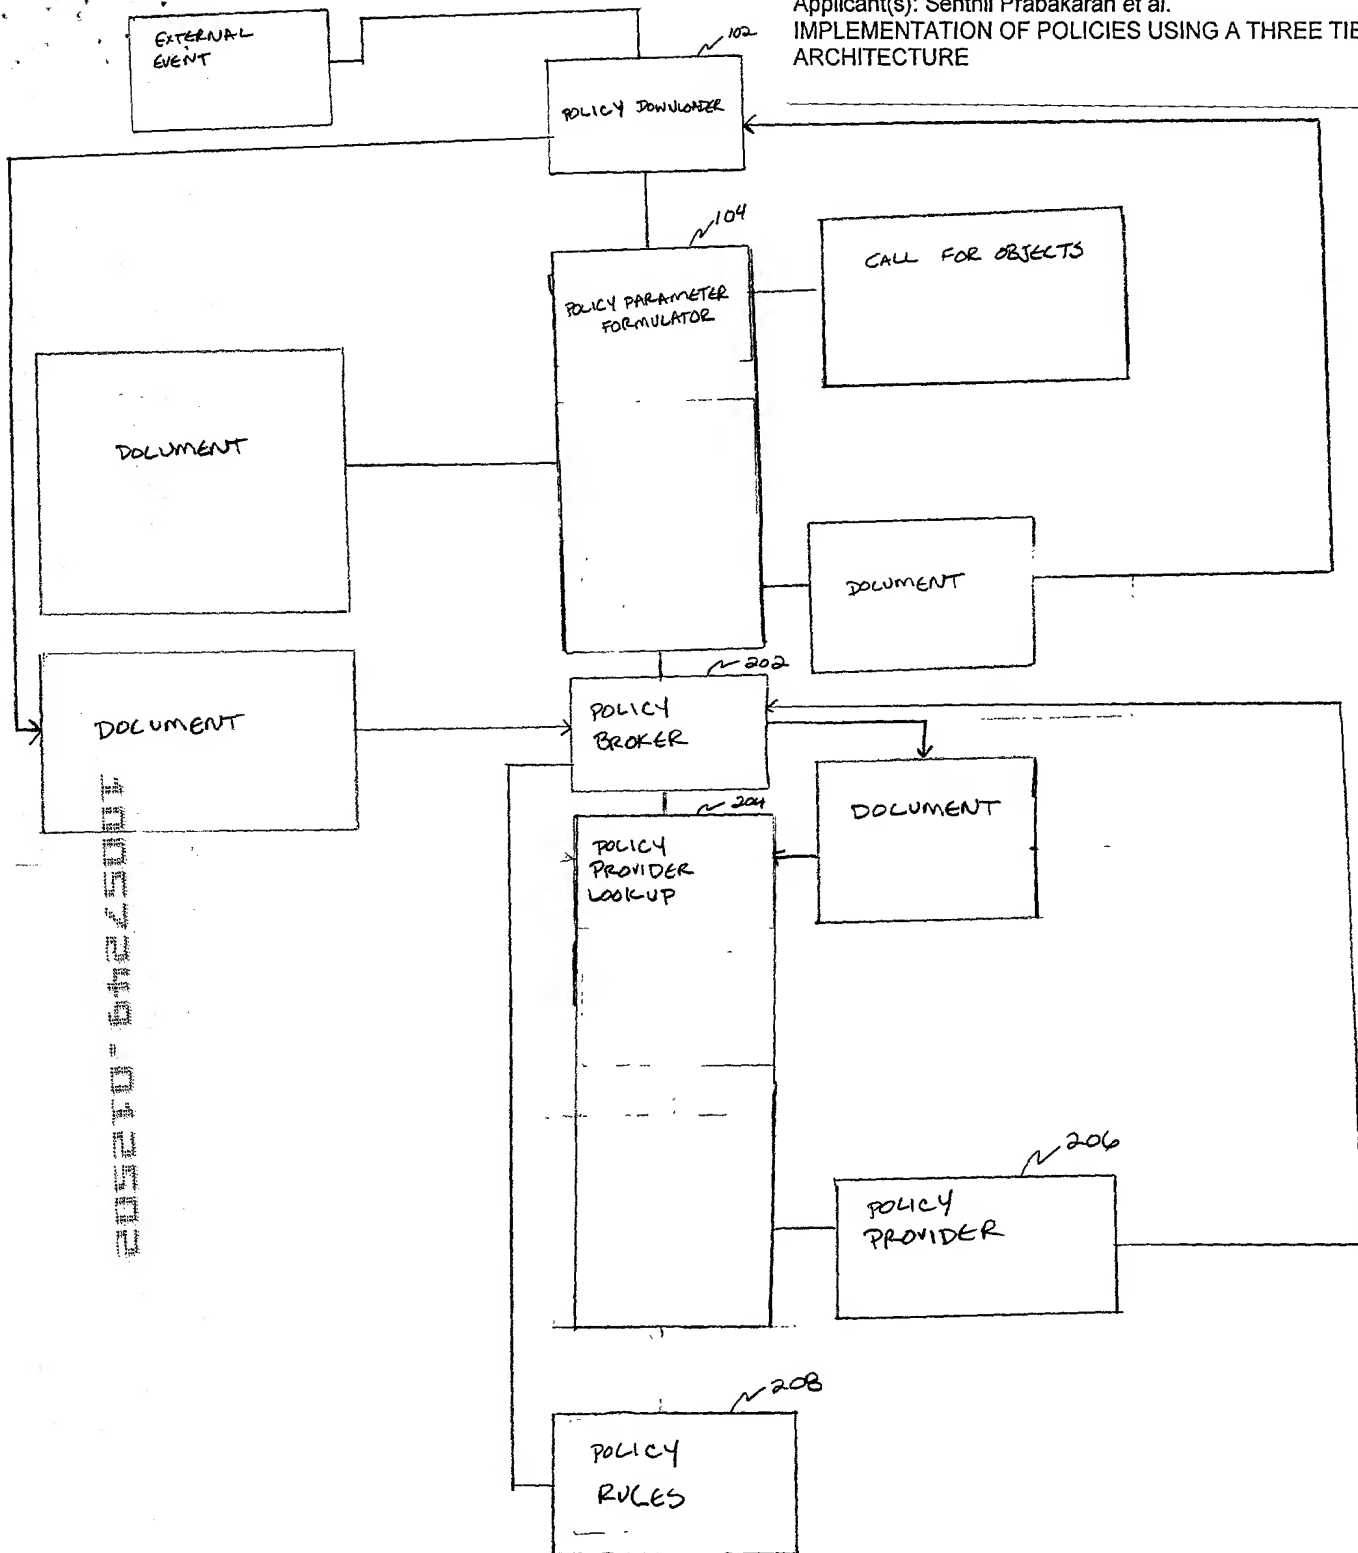 Applicant(s): Senthil Prabakaran et al.
IMPLEMENTATION OF POLICIES USING A THREE TIE
ARCHITECTURE
EXTERNAL
EVENT
102
POLICY DOWNLOADER
104
POLICY PARAMETER
FORMULATOR
CALL FOR OBJECTS
DOCUMENT
DOCUMENT
202
DOCUMENT
POLICY
BROKER
204
DOCUMENT
POLICY
PROVIDER
LOOKUP
10057249.012502
206
POLICY
PROVIDER
208
POLICY
RULES